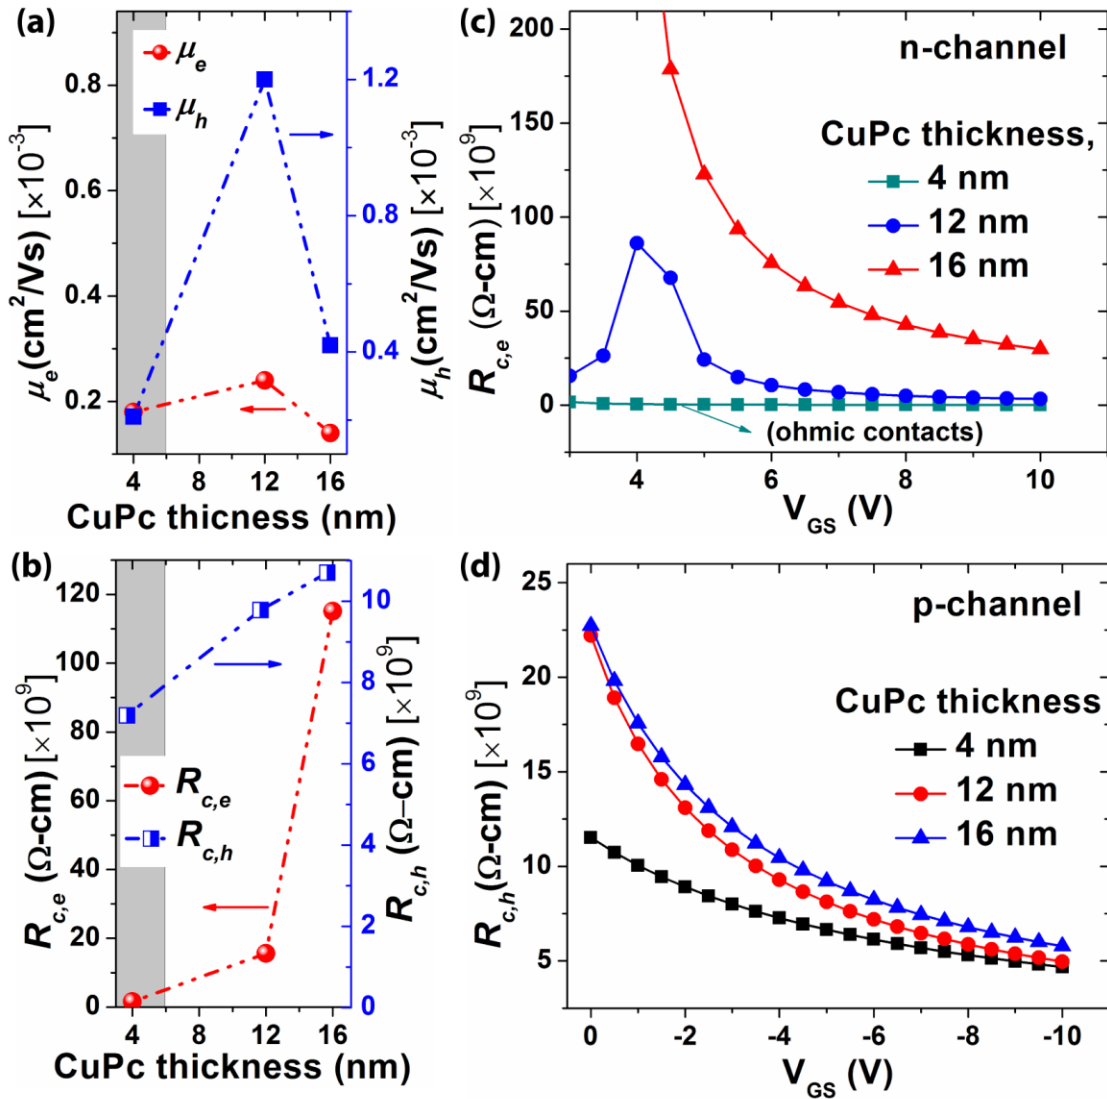 (a)
μe
μh
0.8
0.6
0.4
0.2
1.2
0.8
0.4
μe(cm²/Vs) [×10⁻³]
μh(cm²/Vs) [×10⁻³]
4 8 12 16
CuPc thicness (nm)
(c)
n-channel
CuPc thickness,
4 nm
12 nm
16 nm
200
150
100
50
0
(ohmic contacts)
Rc,e (Ω-cm) [×10⁹]
4 6 8 10
VGS (V)
(b)
120
100
80
60
40
20
0
10
8
6
4
2
0
Rc,e
Rc,h
Rc,e (Ω-cm) [×10⁹]
Rc,h (Ω–cm) [×10⁹]
4 8 12 16
CuPc thickness (nm)
(d)
p-channel
CuPc thickness
4 nm
12 nm
16 nm
25
20
15
10
5
Rc,h(Ω-cm) [×10⁹]
0 -2 -4 -6 -8 -10
VGS (V)